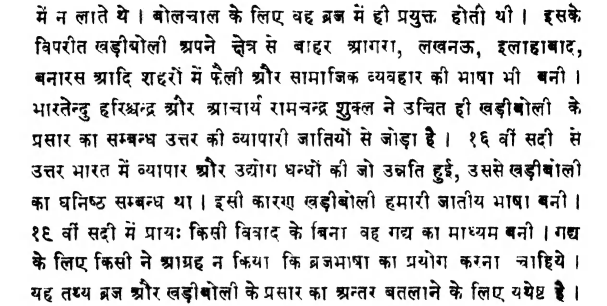 में न लाते थे । बोलचाल के लिए वह ब्रज में ही प्रयुक्त होती थी । इसके
विपरीत खड़ीबोली अपने क्षेत्र से बाहर आगरा, लखनऊ, इलाहाबाद,
बनारस आदि शहरों में फैली और सामाजिक व्यवहार की भाषा भी बनी ।
भारतेन्दु हरिश्चन्द्र और आचार्य रामचन्द्र शुक्ल ने उचित ही खड़ीबोली के
प्रसार का सम्बन्ध उत्तर की व्यापारी जातियों से जोड़ा है । १६ वीं सदी से
उत्तर भारत में व्यापार और उद्योग धन्धों की जो उन्नति हुई, उससे खड़ीबोली
का घनिष्ठ सम्बन्ध था । इसी कारण खड़ीबोली हमारी जातीय भाषा बनी ।
१९ वीं सदी में प्रायः किसी विवाद के बिना वह गद्य का माध्यम बनी । गद्य
के लिए किसी ने आग्रह न किया कि ब्रजभाषा का प्रयोग करना चाहिये ।
यह तथ्य ब्रज और खड़ीबोली के प्रसार का अन्तर बतलाने के लिए यथेष्ट है ।